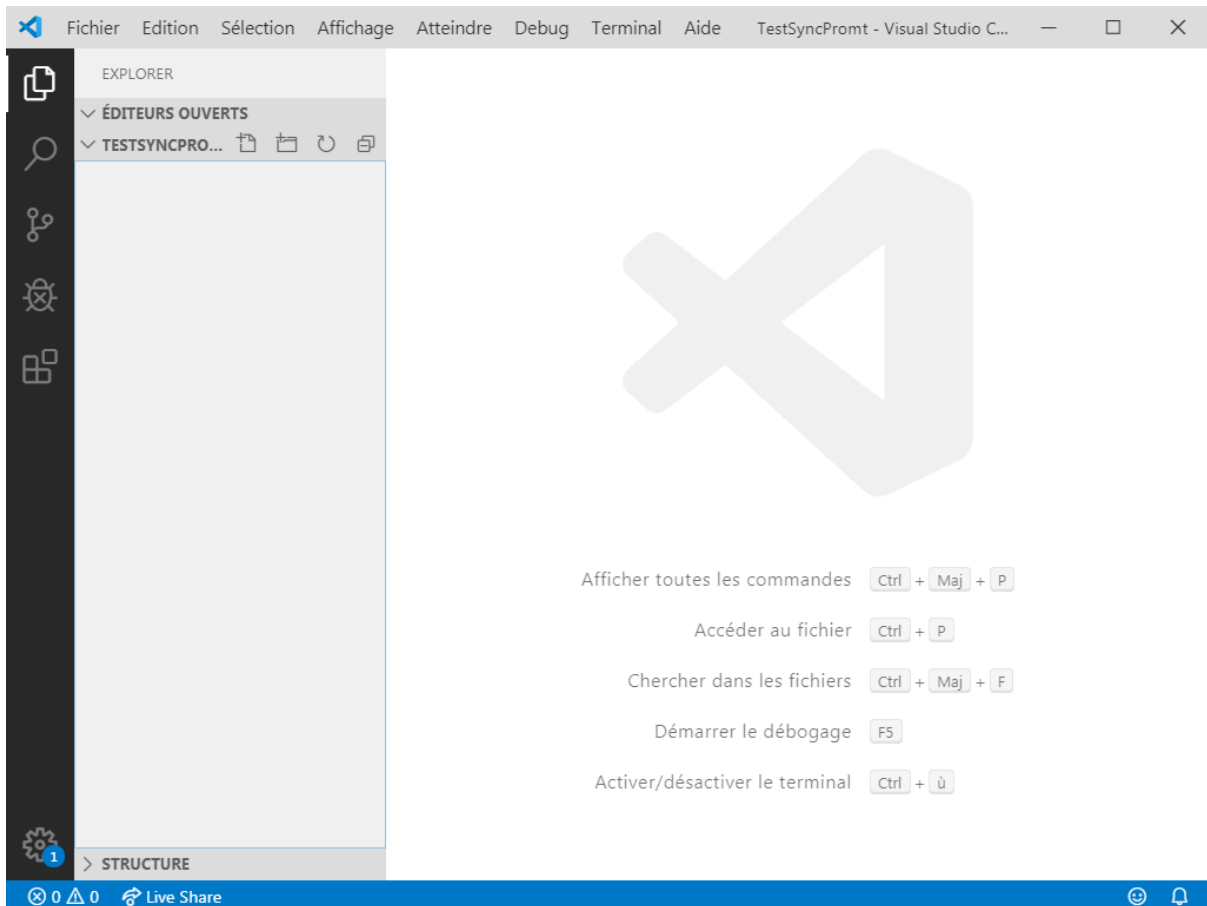 Fichier Edition Sélection Affichage Atteindre Debug Terminal Aide TestSyncPromt - Visual Studio C...
EXPLORER
ÉDITEURS OUVERTS
TESTSYNCPRO...
Afficher toutes les commandes Ctrl + Maj + P
Accéder au fichier Ctrl + P
Chercher dans les fichiers Ctrl + Maj + F
Démarrer le débogage F5
Activer/désactiver le terminal Ctrl + ù
1
STRUCTURE
0 0 Live Share